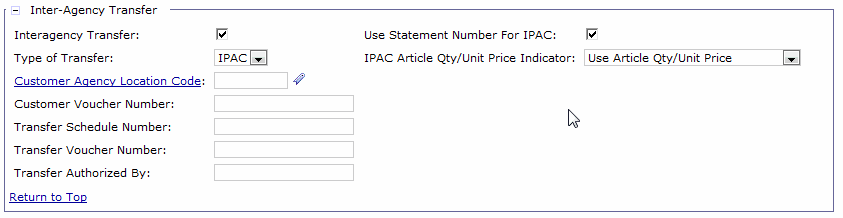 Inter-Agency Transfer
Interagency Transfer: Use Statement Number For IPAC:
Type of Transfer: IPAC IPAC Article Qty/Unit Price Indicator: Use Article Qty/Unit Price
Customer Agency Location Code:
Customer Voucher Number:
Transfer Schedule Number:
Transfer Voucher Number:
Transfer Authorized By:
Return to Top